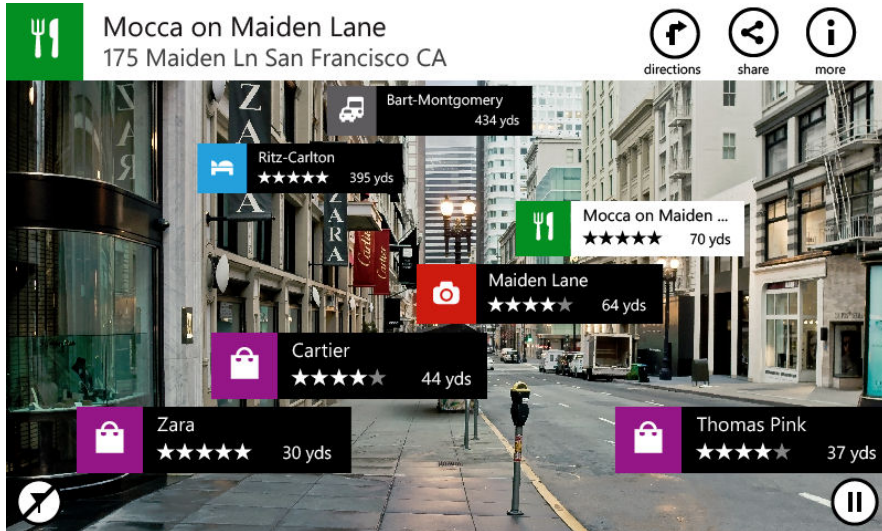 Mocca on Maiden Lane
175 Maiden Ln San Francisco CA
directions
share
more
Bart-Montgomery
434 yds
Ritz-Carlton
★★★★★ 395 yds
Mocca on Maiden ...
★★★★★ 70 yds
Maiden Lane
★★★★★ 64 yds
Cartier
★★★★★ 44 yds
Zara
★★★★★ 30 yds
Thomas Pink
★★★★★ 37 yds
ZARA
ZARA
ZARA
Cartier
Cartier